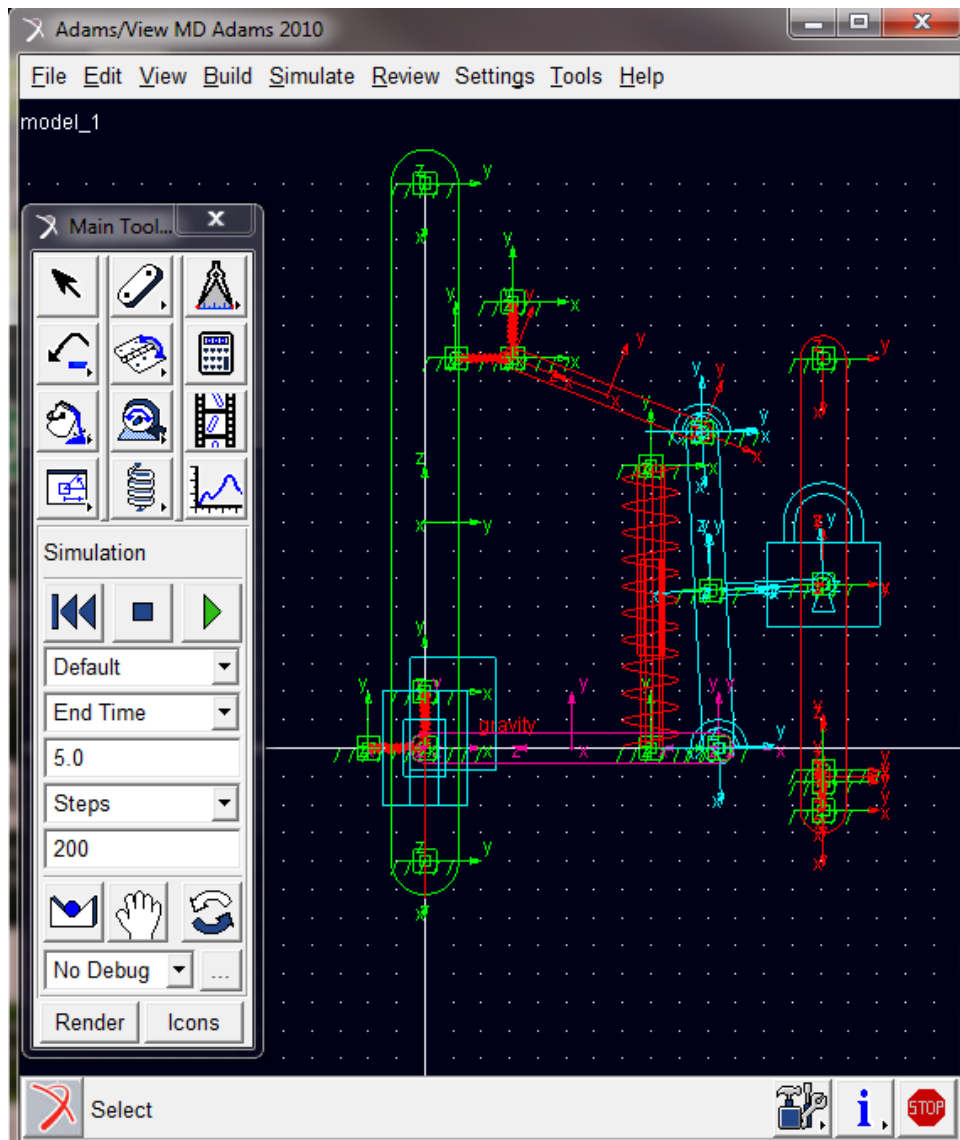 Adams/View MD Adams 2010
File Edit View Build Simulate Review Settings Tools Help
model_1
Main Tool...
Simulation
Default
End Time
5.0
Steps
200
No Debug
...
Render Icons
gravity
Select
i
STOP